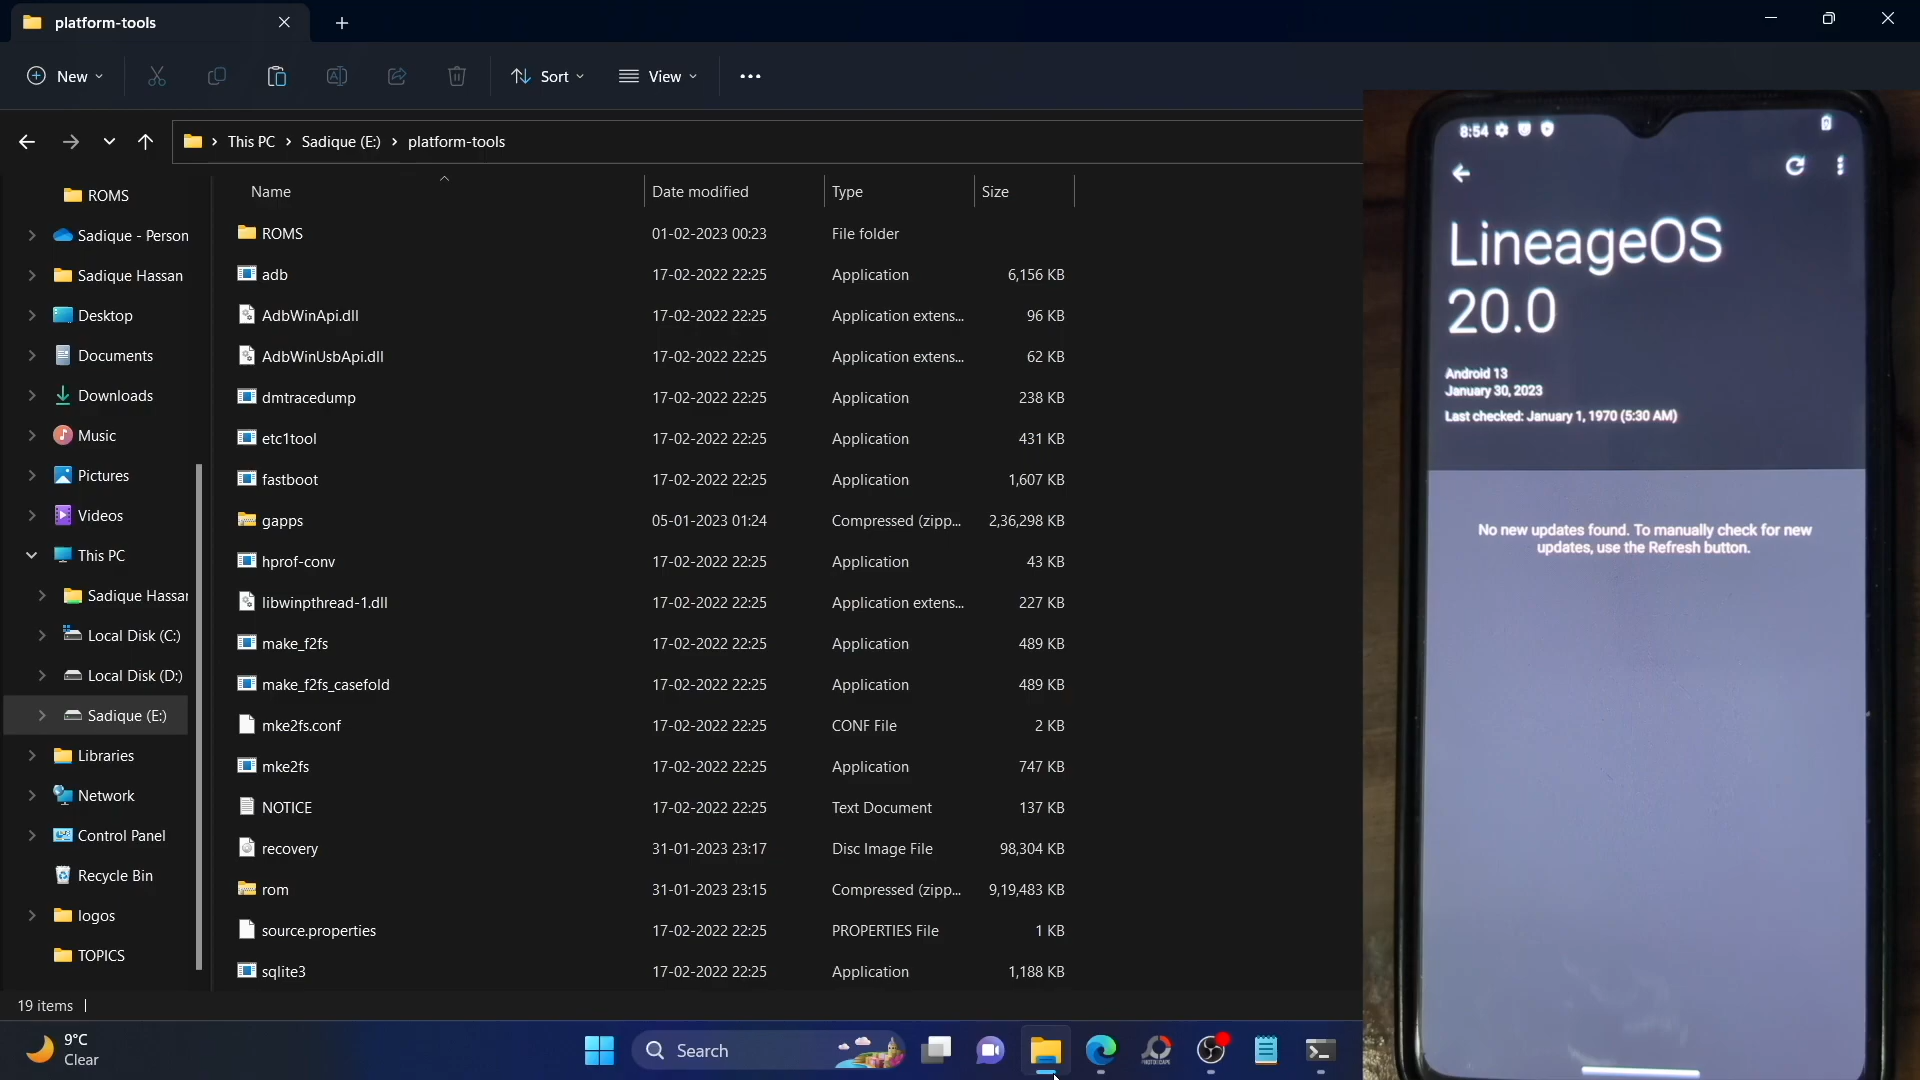 platform-tools
New
Sort
View
This PC
Sadique (E:)
platform-tools
ROMS
Sadique - Person
Sadique Hassan
Desktop
Documents
Downloads
Music
Pictures
Videos
This PC
Sadique Hassar
Local Disk (C:)
Local Disk (D:)
Sadique (E:)
Libraries
Network
Control Panel
Recycle Bin
logos
TOPICS
Name Date modified Type Size
ROMS 01-02-2023 00:23 File folder
adb 17-02-2022 22:25 Application 6,156 KB
AdbWinApi.dll 17-02-2022 22:25 Application extens... 96 KB
AdbWinUsbApi.dll 17-02-2022 22:25 Application extens... 62 KB
dmtracedump 17-02-2022 22:25 Application 238 KB
etc1tool 17-02-2022 22:25 Application 431 KB
fastboot 17-02-2022 22:25 Application 1,607 KB
gapps 05-01-2023 01:24 Compressed (zipp... 2,36,298 KB
hprof-conv 17-02-2022 22:25 Application 43 KB
libwinpthread-1.dll 17-02-2022 22:25 Application extens... 227 KB
make_f2fs 17-02-2022 22:25 Application 489 KB
make_f2fs_casefold 17-02-2022 22:25 Application 489 KB
mke2fs.conf 17-02-2022 22:25 CONF File 2 KB
mke2fs 17-02-2022 22:25 Application 747 KB
NOTICE 17-02-2022 22:25 Text Document 137 KB
recovery 31-01-2023 23:17 Disc Image File 98,304 KB
rom 31-01-2023 23:15 Compressed (zipp... 9,19,483 KB
source.properties 17-02-2022 22:25 PROPERTIES File 1 KB
sqlite3 17-02-2022 22:25 Application 1,188 KB
19 items
9°C
Clear
Search
8:54
LineageOS
20.0
Android 13
January 30, 2023
Last checked: January 1, 1970 (5:30 AM)
No new updates found. To manually check for new
updates, use the Refresh button.